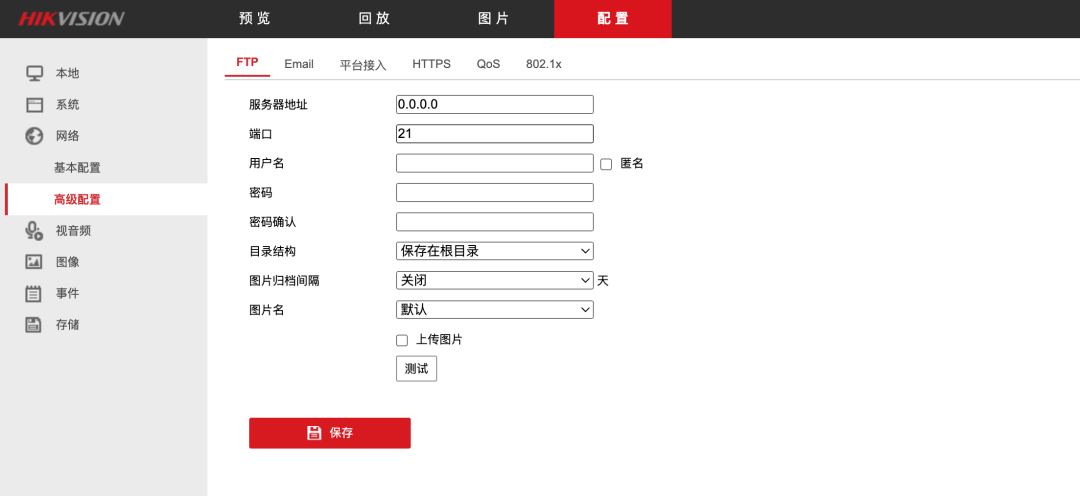 HIKVISION 预览 回放 图片 配置
FTP Email 平台接入 HTTPS QoS 802.1x
本地
系统
网络
基本配置
高级配置
视音频
图像
事件
存储
服务器地址 0.0.0.0
端口 21
用户名 匿名
密码
密码确认
目录结构 保存在根目录
图片归档间隔 关闭 天
图片名 默认
上传图片
测试
保存